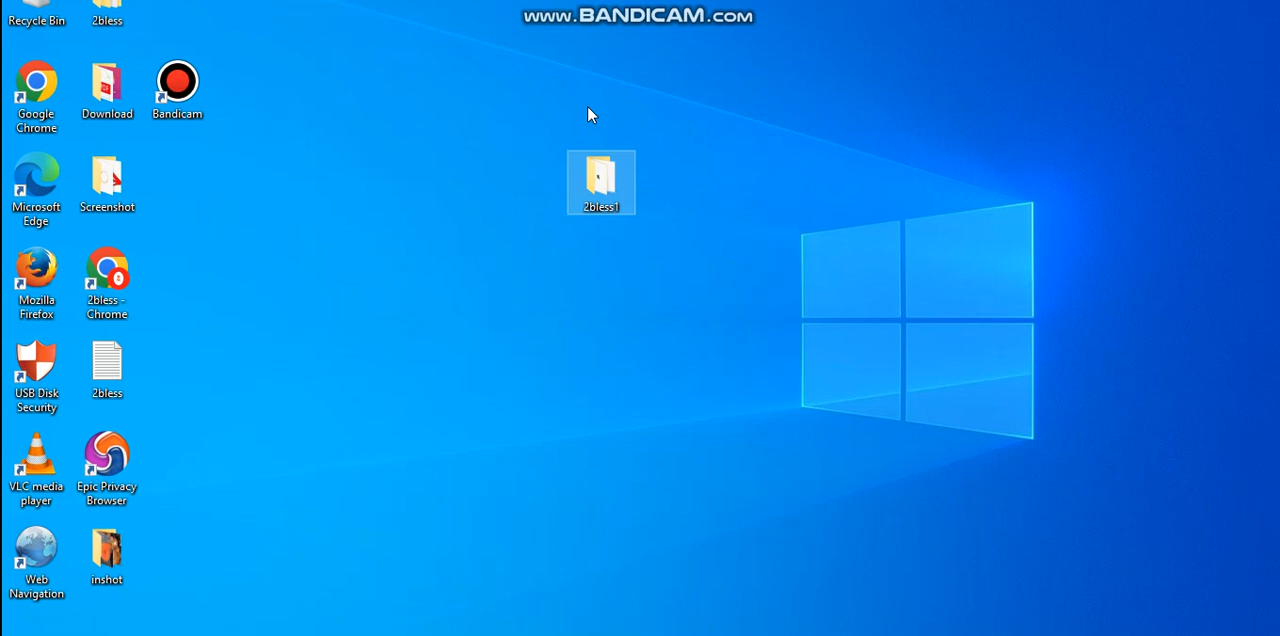 www.BANDICAM.com
Recycle Bin
2bless
Google
Chrome
Download
Bandicam
Microsoft
Edge
Screenshot
2bless1
Mozilla
Firefox
2bless -
Chrome
USB Disk
Security
2bless
VLC media
player
Epic Privacy
Browser
Web
Navigation
inshot